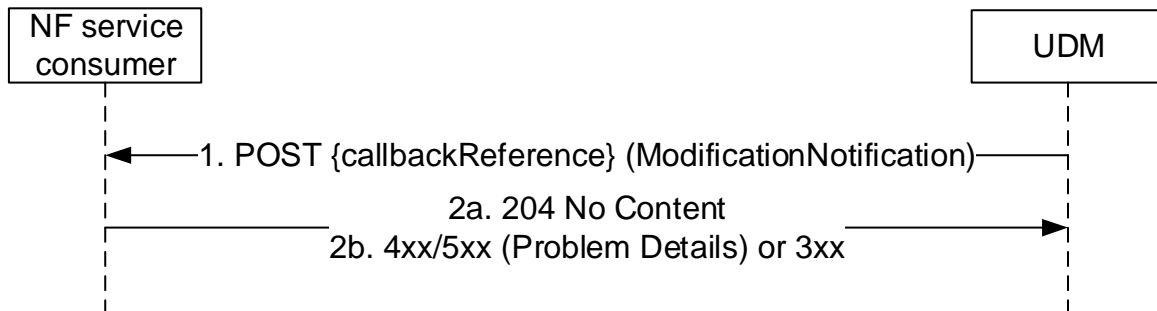 NF service
consumer
UDM
1. POST {callbackReference} (ModificationNotification)
2a. 204 No Content
2b. 4xx/5xx (Problem Details) or 3xx